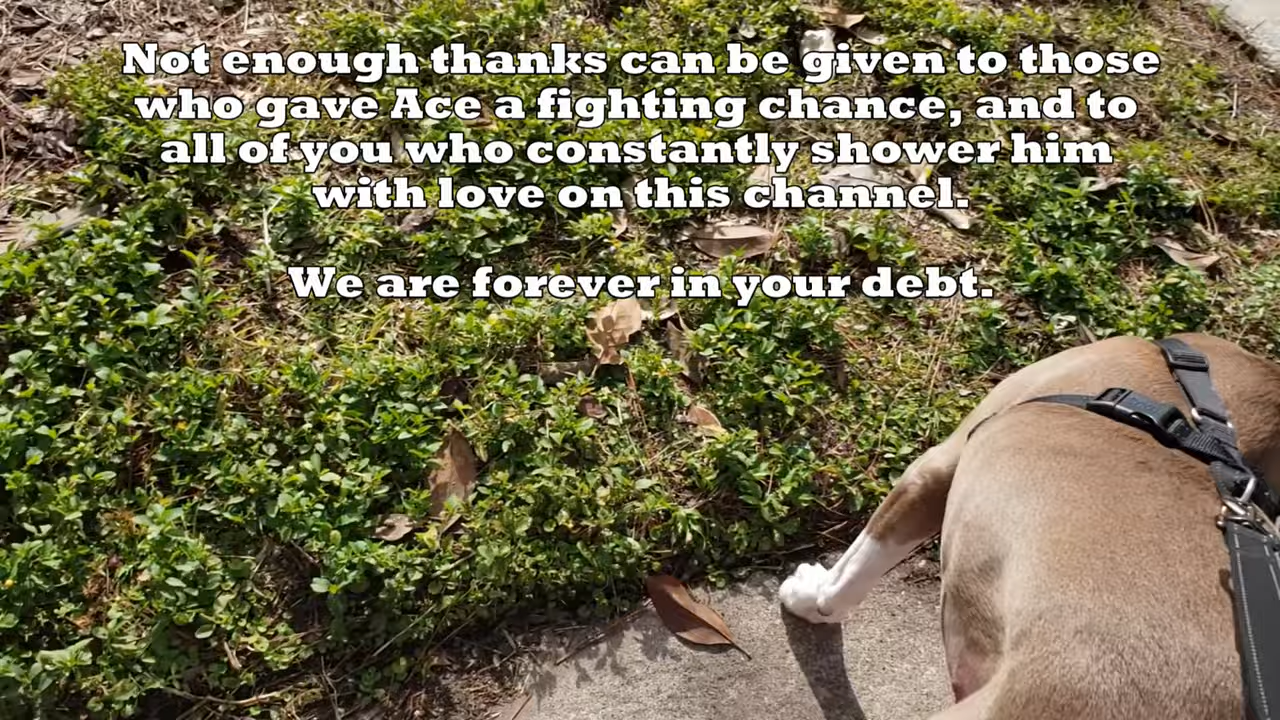 Not enough thanks can be given to those
who gave Ace a fighting chance, and to
all of you who constantly shower him
with love on this channel.
We are forever in your debt.